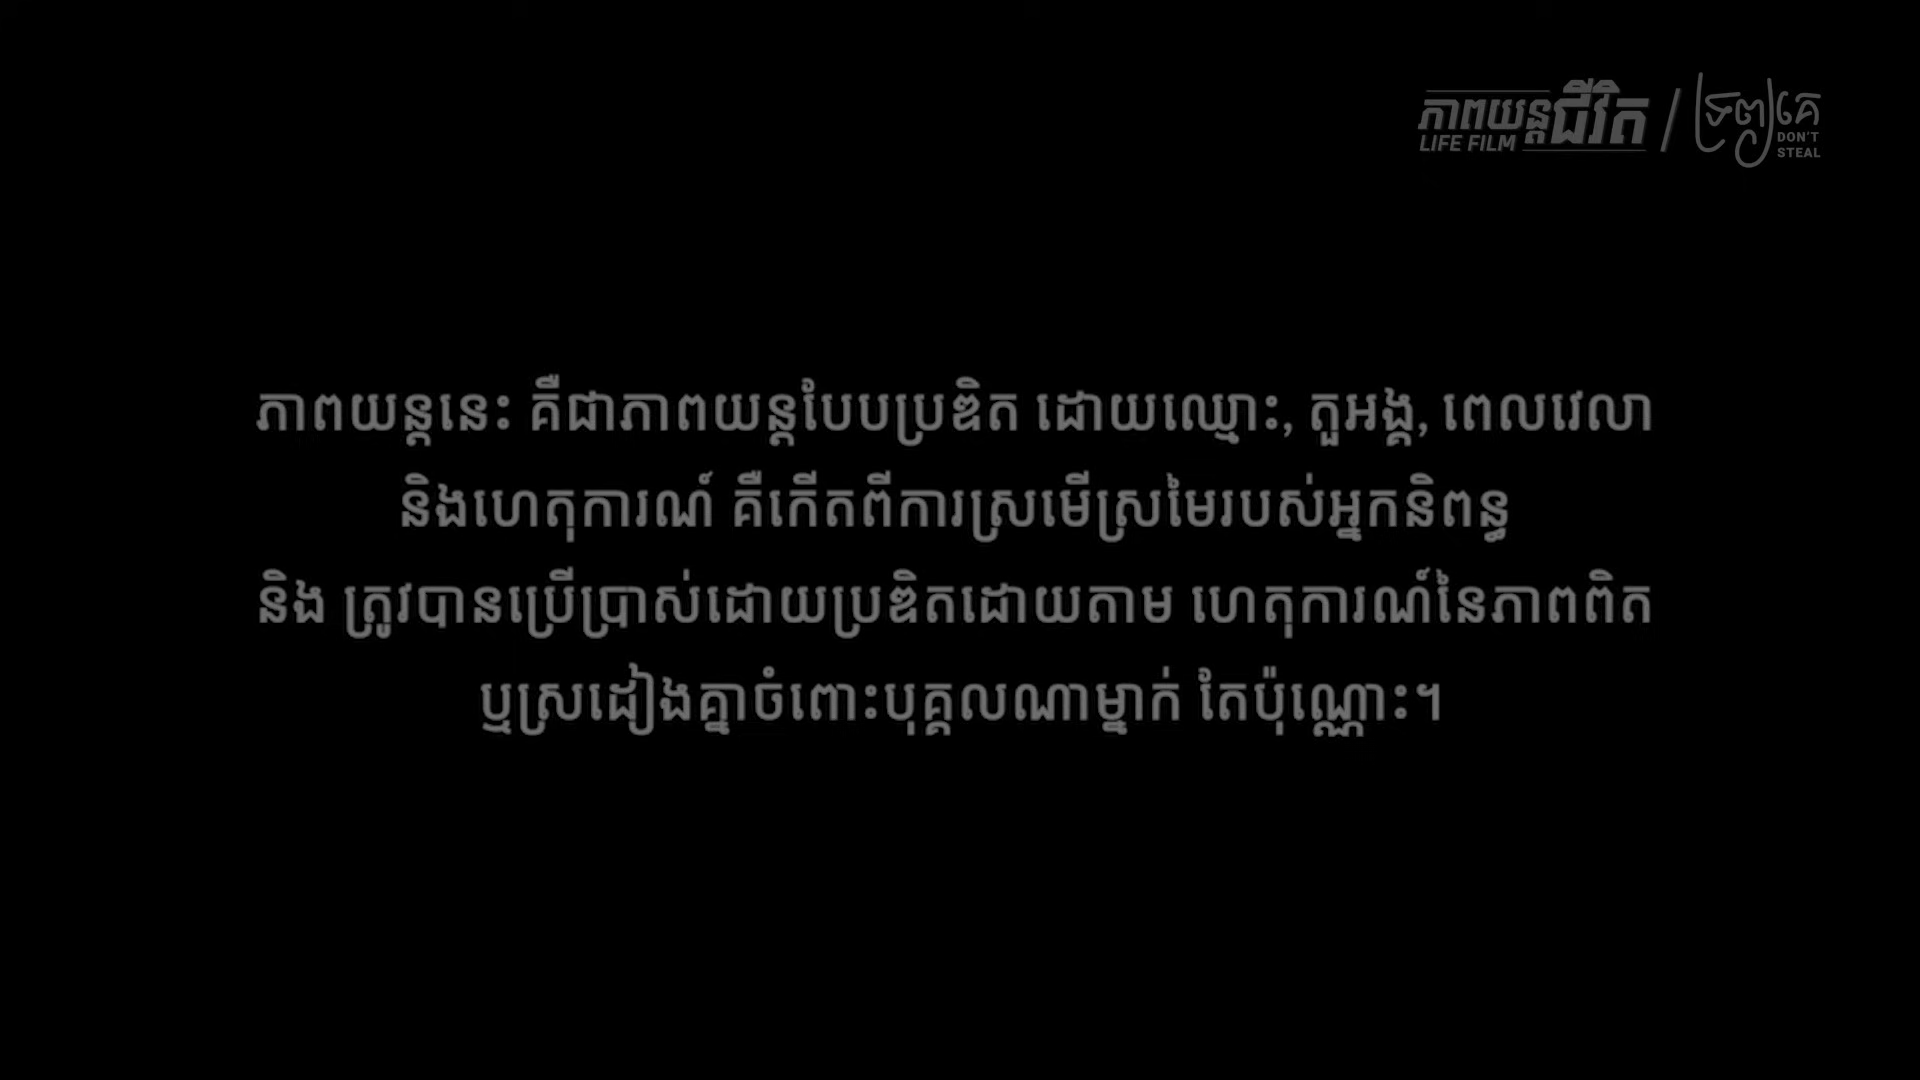 ភាពយន្តជីវិត
LIFE FILM
ទ្រព្យគេ
DON'T
STEAL
ភាពយន្តនេះ គឺជាភាពយន្តបែបប្រឌិត ដោយឈ្មោះ, តួអង្គ, ពេលវេលា
និងហេតុការណ៍ គឺកើតពីការស្រមើស្រមៃរបស់អ្នកនិពន្ធ
និង ត្រូវបានប្រើប្រាស់ដោយប្រឌិតដោយតាម ហេតុការណ៍នៃភាពពិត
ឬស្រដៀងគ្នាចំពោះបុគ្គលណាម្នាក់ តែប៉ុណ្ណោះ។